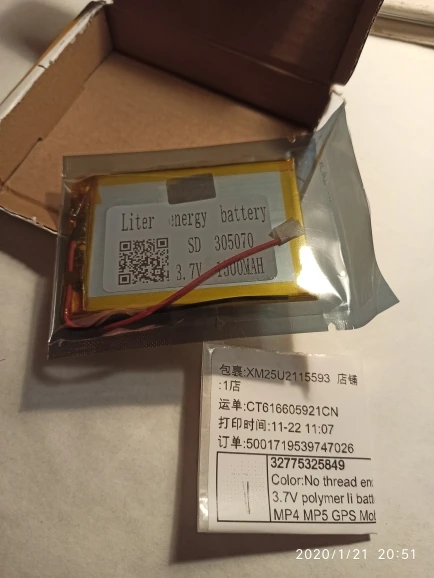 Liter energy battery
SD 305070
3.7V 1300MAH
包裹:XM25U2115593 店铺
:1店
运单:CT616605921CN
打印时间:11-22 11:07
订单:5001719539747026
32775325849
Color:No thread en
3.7V polymer li batt
MP4 MP5 GPS Mo
2020/1/21 20:51